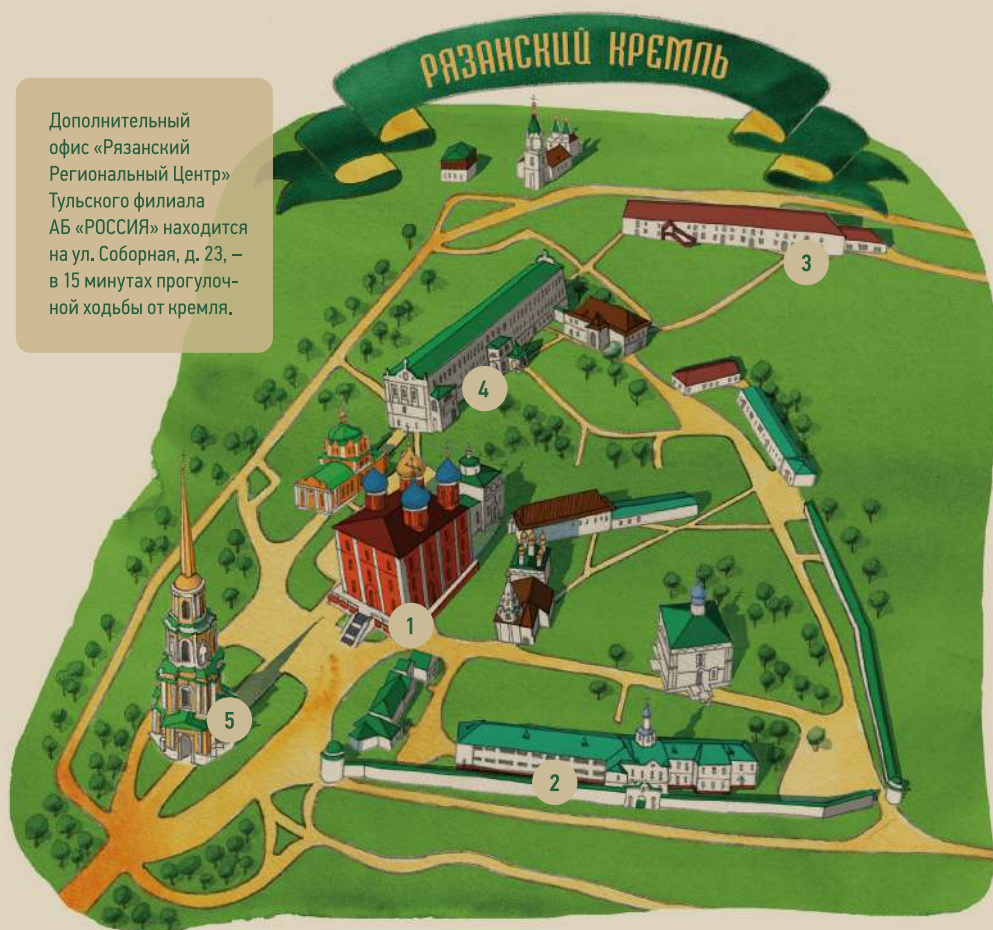 РЯЗАНСКИЙ КРЕМЛЬ
Дополнительный
офис «Рязанский
Региональный Центр»
Тульского филиала
АБ «РОССИЯ» находится
на ул. Соборная, д. 23, –
в 15 минутах прогулоч-
ной ходьбы от кремля.
3
4
1
5
2